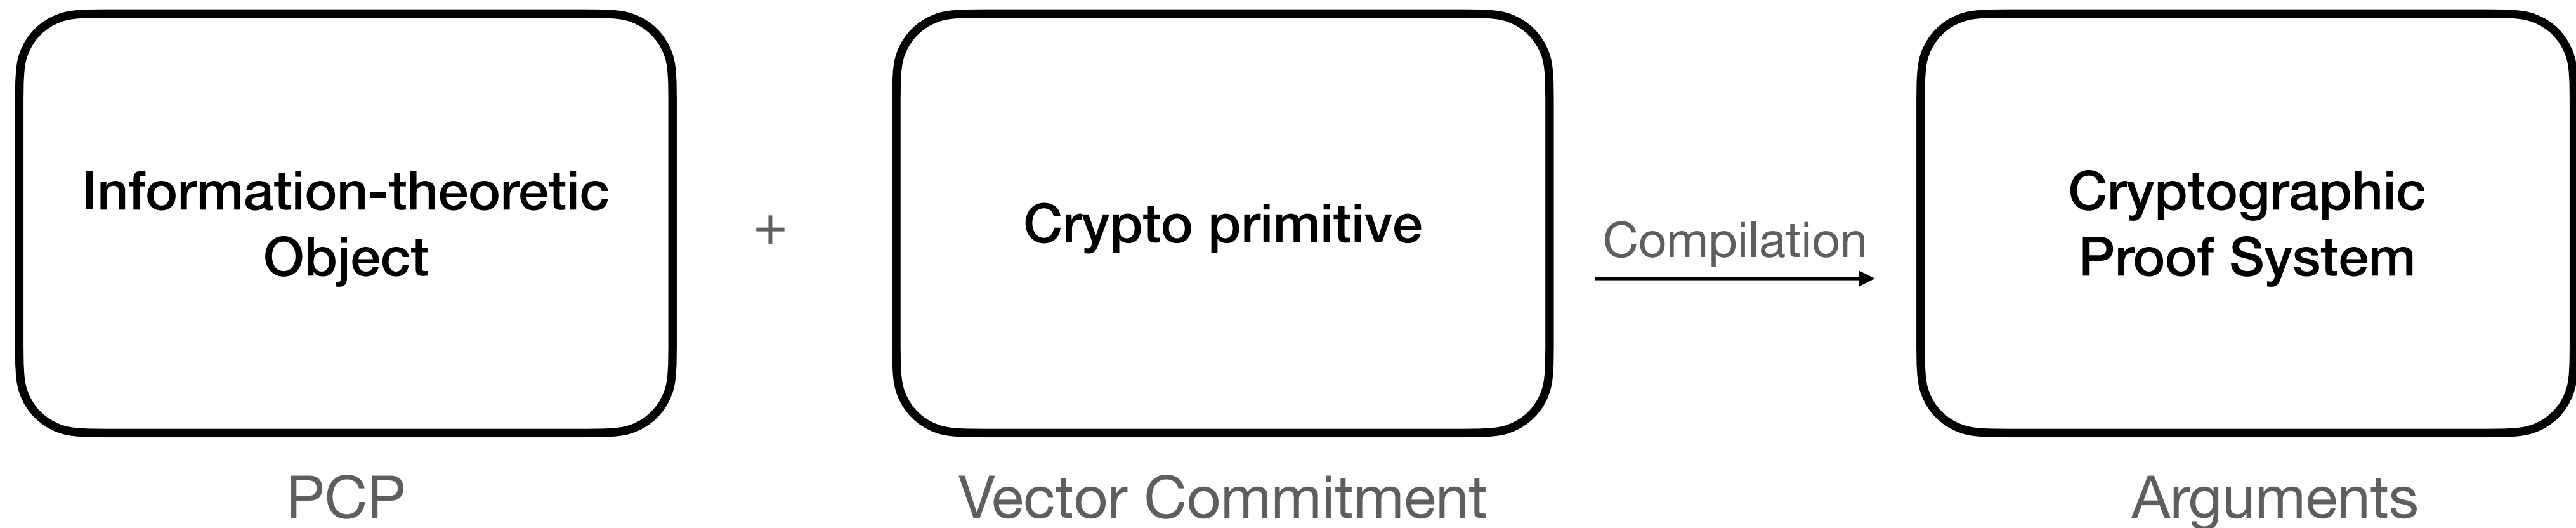 Information-theoretic
Object
PCP
+
Crypto primitive
Vector Commitment
Compilation
Cryptographic
Proof System
Arguments